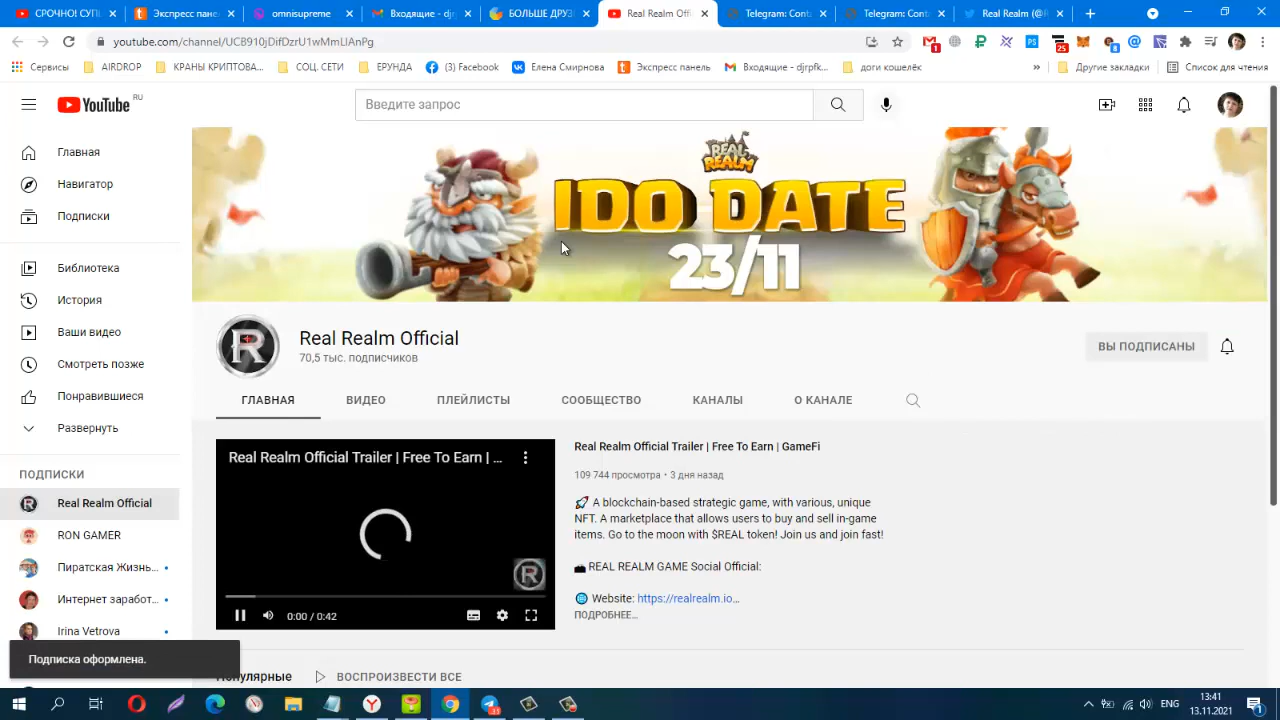 СРОЧНО! СУПЕ
Экспресс пане
omnisupreme
Входящие - djr
БОЛЬШЕ ДРУЗ
Real Realm Offi
Telegram: Conta
Telegram: Conta
Real Realm (@R
youtube.com/channel/UCB910jDifDzrU1wMmLlAnPg
Сервисы
AIRDROP
КРАНЫ КРИПТОВА...
СОЦ. СЕТИ
ЕРУНДА
(3) Facebook
Елена Смирнова
Экспресс панель
Входящие - djrpfk...
доги кошелёк
»
Другие закладки
Список для чтения
YouTube RU
Введите запрос
Главная
Навигатор
Подписки
Библиотека
История
Ваши видео
Смотреть позже
Понравившиеся
Развернуть
ПОДПИСКИ
Real Realm Official
RON GAMER
Пиратская Жизнь...
Интернет заработ...
Irina Vetrova
Подписка оформлена.
REAL REALM
IDO DATE
23/11
Real Realm Official
70,5 тыс. подписчиков
ВЫ ПОДПИСАНЫ
ГЛАВНАЯ
ВИДЕО
ПЛЕЙЛИСТЫ
СООБЩЕСТВО
КАНАЛЫ
О КАНАЛЕ
Real Realm Official Trailer | Free To Earn | ...
0:00 / 0:42
Real Realm Official Trailer | Free To Earn | GameFi
109 744 просмотра • 3 дня назад
🚀 A blockchain-based strategic game, with various, unique
NFT. A marketplace that allows users to buy and sell in-game
items. Go to the moon with $REAL token! Join us and join fast!
REAL REALM GAME Social Official:
🌐 Website: https://realrealm.io...
ПОДРОБНЕЕ...
Популярные
ВОСПРОИЗВЕСТИ ВСЕ
ENG
13:41
13.11.2021